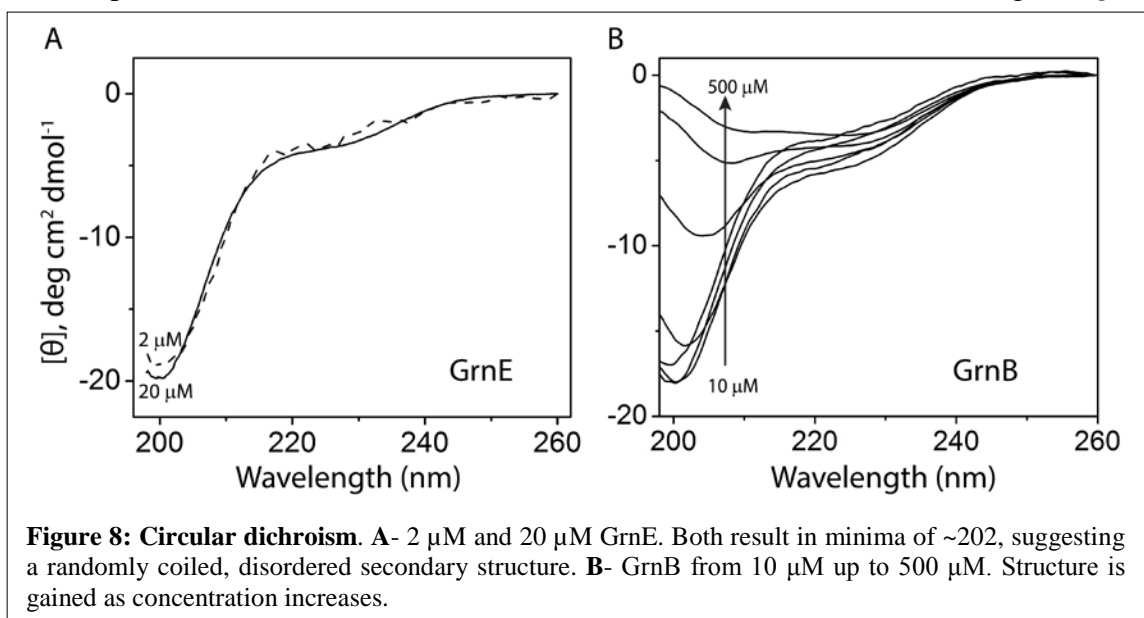 A
B
0
-10
-20
[θ], deg cm² dmol⁻¹
2 µM
20 µM
GrnE
200 220 240 260
Wavelength (nm)
0
-10
-20
500 µM
10 µM
GrnB
200 220 240 260
Wavelength (nm)
Figure 8: Circular dichroism. A- 2 µM and 20 µM GrnE. Both result in minima of ~202, suggesting
a randomly coiled, disordered secondary structure. B- GrnB from 10 µM up to 500 µM. Structure is
gained as concentration increases.